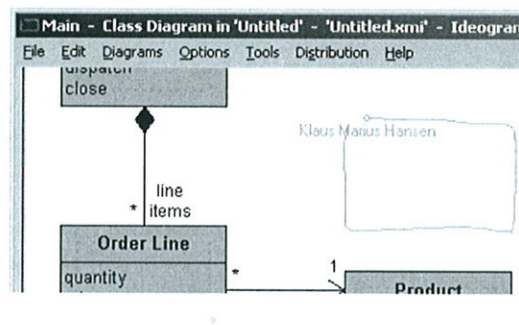 Main - Class Diagram in 'Untitled' - 'Untitled.xmi' - Ideogram
File Edit Diagrams Options Tools Distribution Help
dispatch
close
Klaus Marius Hansen
line
* items
Order Line
quantity
*
1
Product